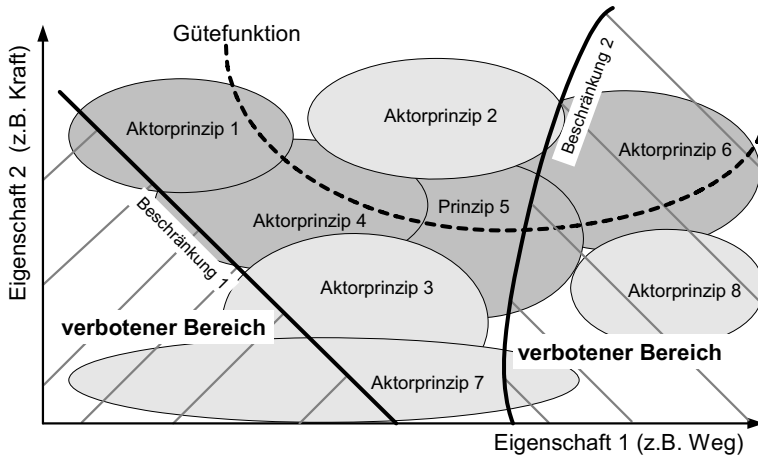 Gütefunktion
Eigenschaft 2 (z.B. Kraft)
Beschränkung 2
Aktorprinzip 1
Aktorprinzip 2
Aktorprinzip 6
Aktorprinzip 4
Prinzip 5
Beschränkung 1
Aktorprinzip 3
Aktorprinzip 8
verbotener Bereich
verbotener Bereich
Aktorprinzip 7
Eigenschaft 1 (z.B. Weg)